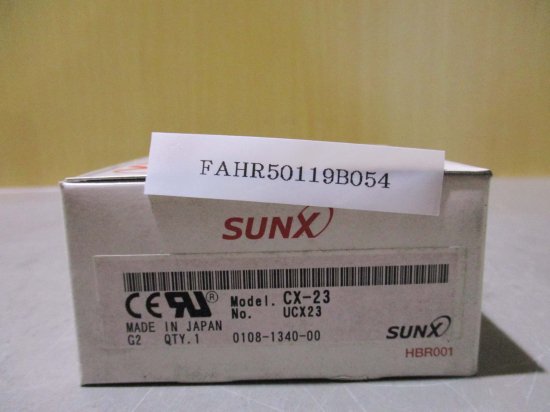 FAHR50119B054
SUNX
CE RU Model. CX-23
No. UCX23
MADE IN JAPAN
G2 QTY.1 0108-1340-00
SUNX
HBR001